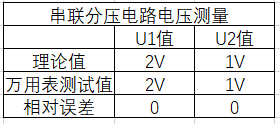 串联分压电路电压测量
U1值 U2值
理论值 2V 1V
万用表测试值 2V 1V
相对误差 0 0